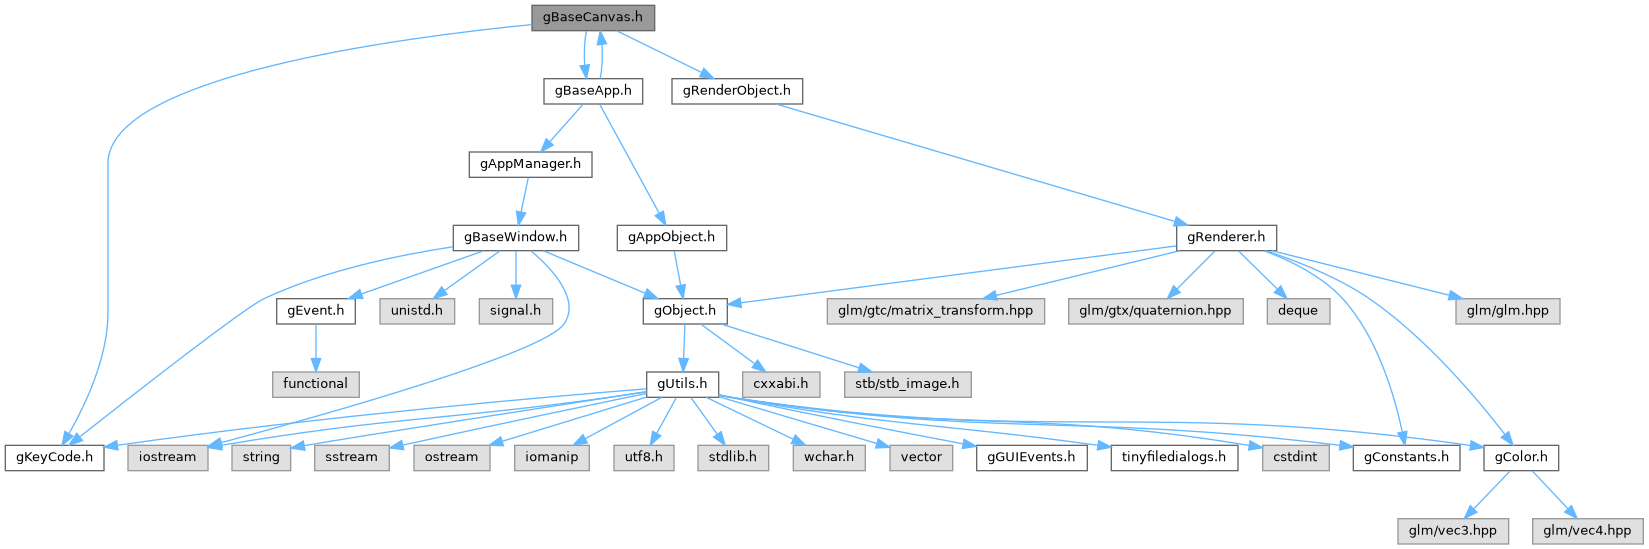 gBaseCanvas.h
gBaseApp.h
gRenderObject.h
gAppManager.h
gBaseWindow.h
gAppObject.h
gRenderer.h
gEvent.h
unistd.h
signal.h
gObject.h
glm/gtc/matrix_transform.hpp
glm/gtx/quaternion.hpp
deque
glm/glm.hpp
functional
gUtils.h
cxxabi.h
stb/stb_image.h
gKeyCode.h
iostream
string
sstream
ostream
iomanip
utf8.h
stdlib.h
wchar.h
vector
gGUIEvents.h
tinyfiledialogs.h
cstdint
gConstants.h
gColor.h
glm/vec3.hpp
glm/vec4.hpp